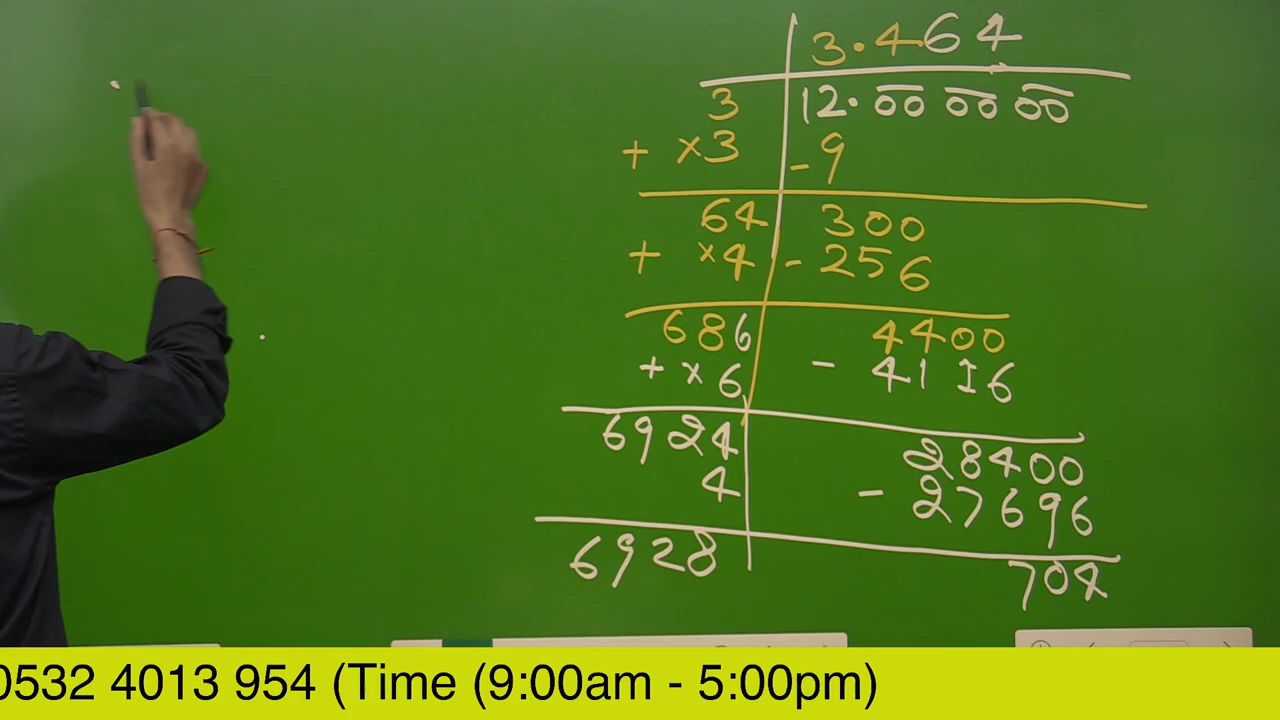 3.464
3 12.00 00 00
+ ×3 -9
64 300
+ ×4 -256
686 4400
+ ×6 - 4116
6924 28400
4 - 27696
6928 704
0532 4013 954 (Time (9:00am - 5:00pm)